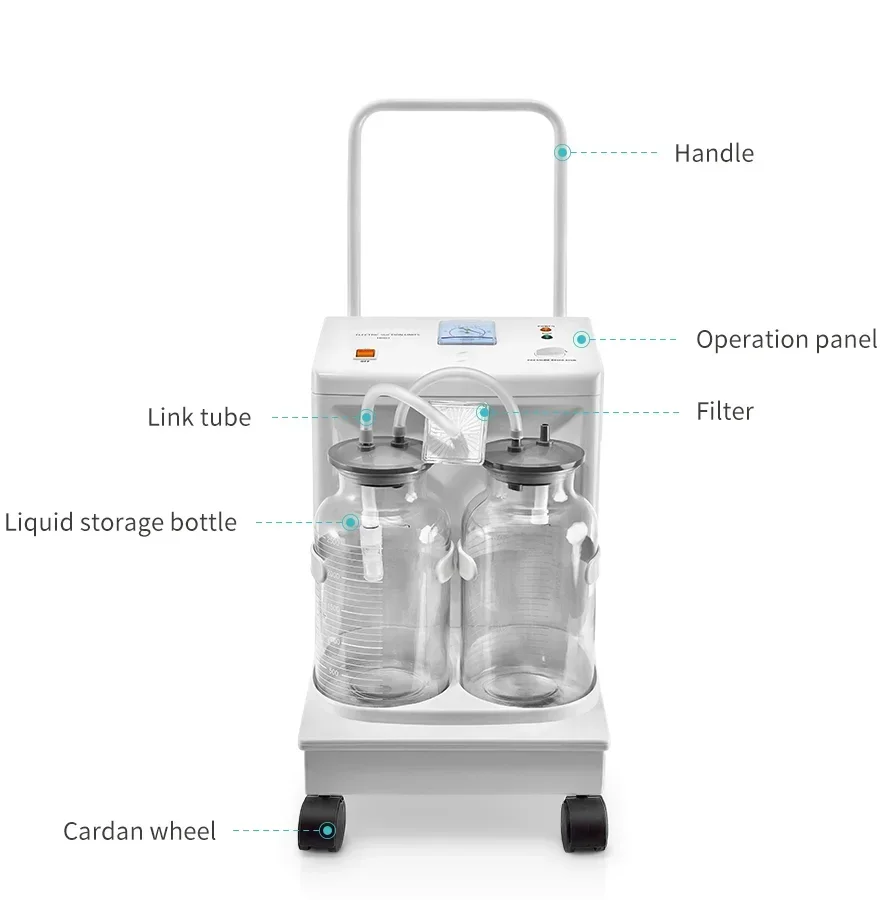 Handle
Operation panel
Link tube
Filter
Liquid storage bottle
Cardan wheel